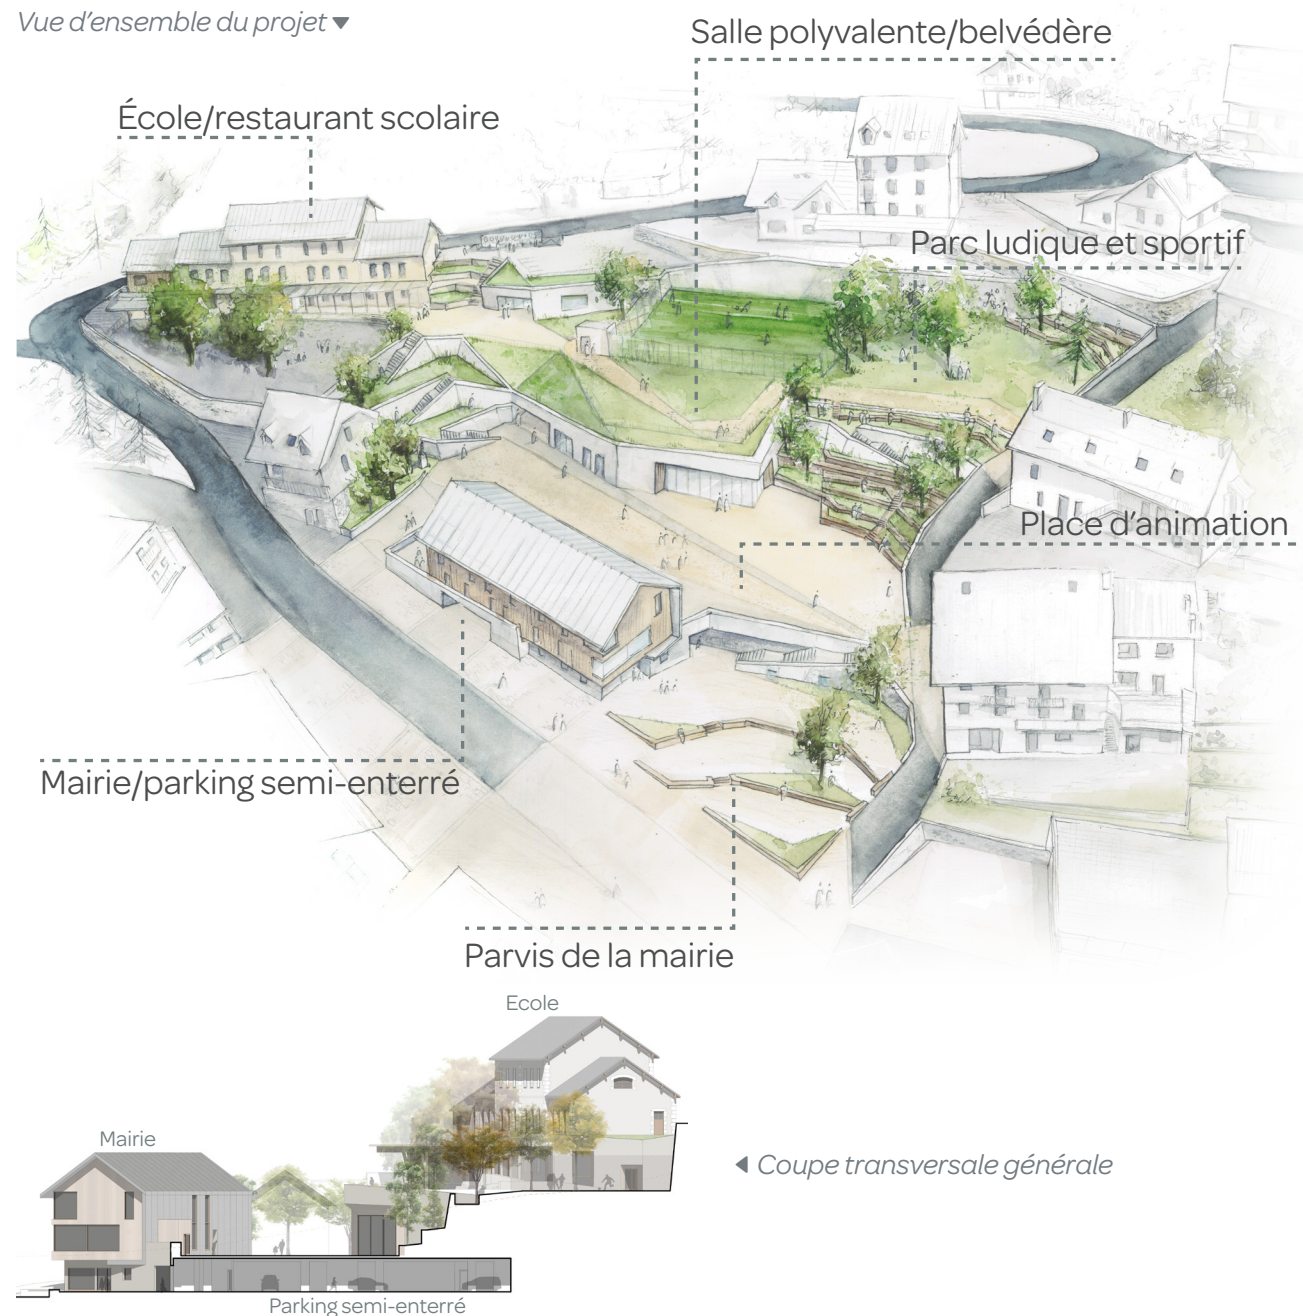 Vue d'ensemble du projet ▼
Salle polyvalente/belvédère
École/restaurant scolaire
Parc ludique et sportif
Place d'animation
Mairie/parking semi-enterré
Parvis de la mairie
Ecole
Mairie
◀ Coupe transversale générale
Parking semi-enterré